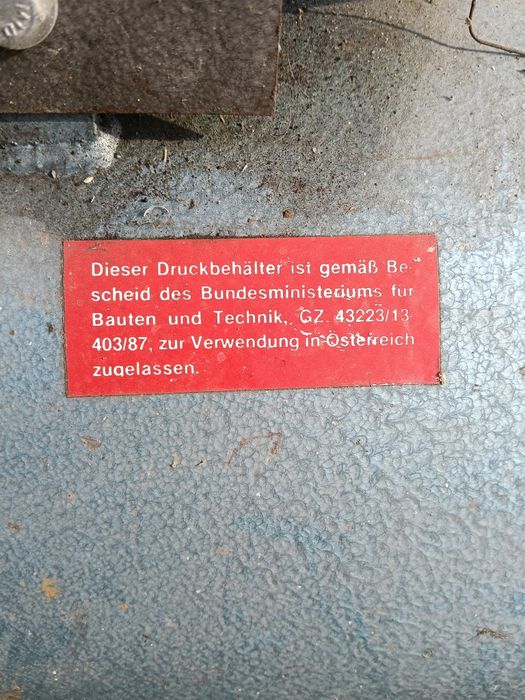 Dieser Druckbehälter ist gemäß Be-
scheid des Bundesministeriums für
Bauten und Technik, GZ. 43223/13-
403/87, zur Verwendung in Österreich
zugelassen.